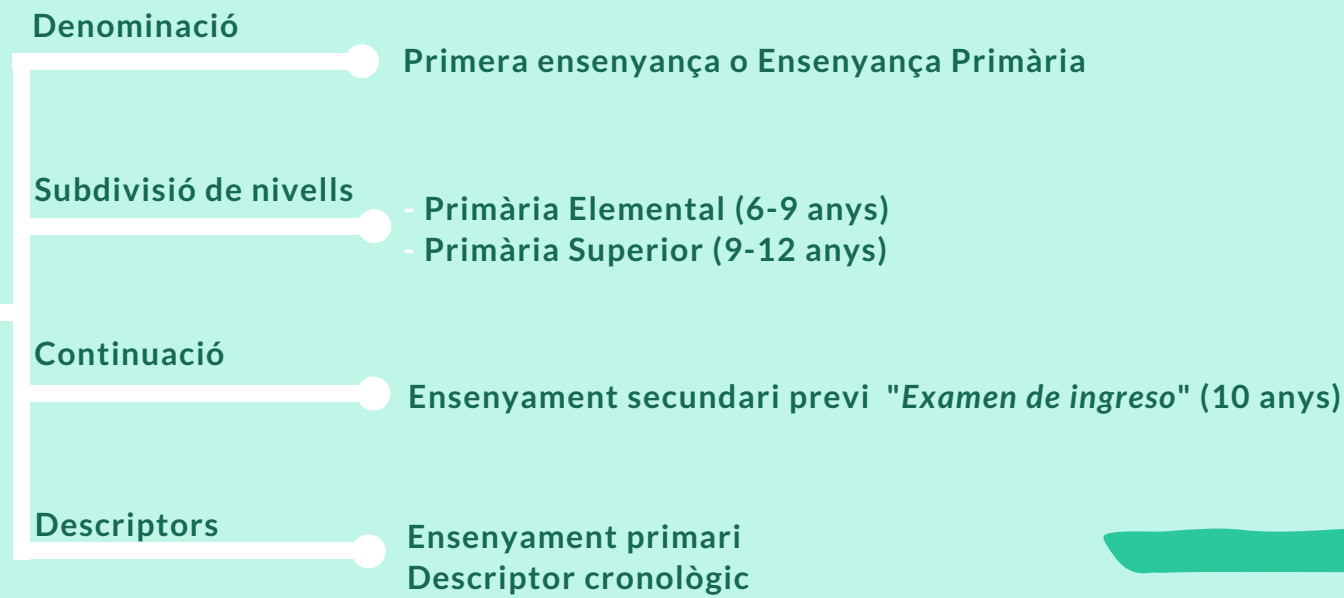 Denominació
Primera ensenyança o Ensenyança Primària
Subdivisió de nivells
- Primària Elemental (6-9 anys)
- Primària Superior (9-12 anys)
Continuació
Ensenyament secundari previ "Examen de ingreso" (10 anys)
Descriptors
Ensenyament primari
Descriptor cronològic